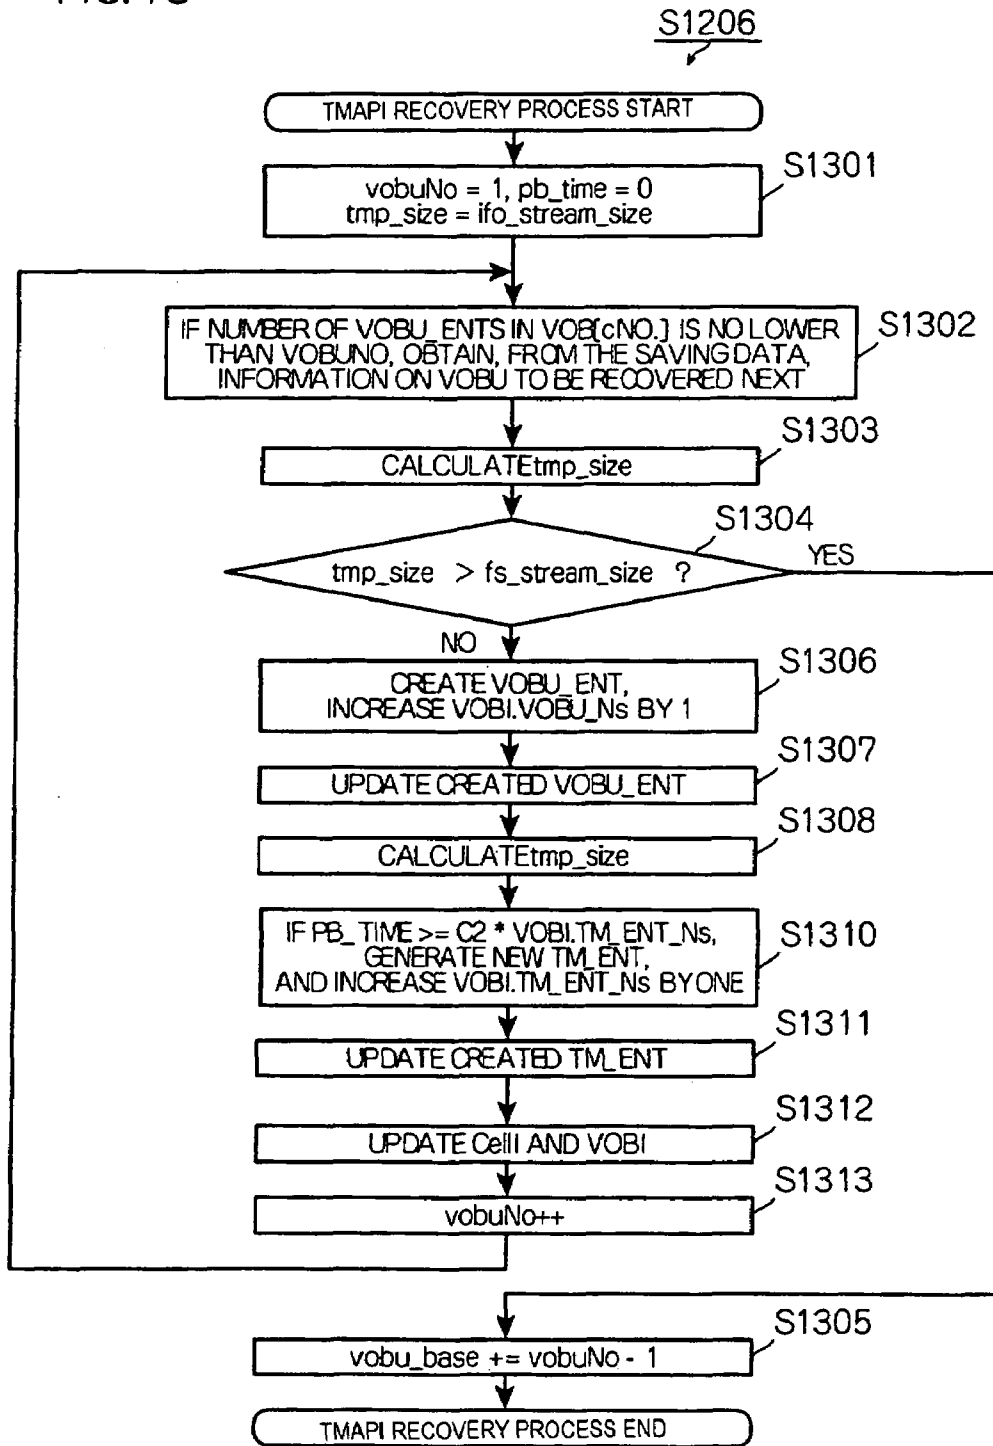 S1206
TMAPI RECOVERY PROCESS START
S1301
vobuNo = 1, pb_time = 0
tmp_size = ifo_stream_size
S1302
IF NUMBER OF VOBU_ENTS IN VOB[cNO.] IS NO LOWER
THAN VOBUNO, OBTAIN, FROM THE SAVING DATA,
INFORMATION ON VOBU TO BE RECOVERED NEXT
S1303
CALCULATEtmp_size
S1304
tmp_size > fs_stream_size ?
YES
NO
S1306
CREATE VOBU_ENT,
INCREASE VOBI.VOBU_Ns BY 1
S1307
UPDATE CREATED VOBU_ENT
S1308
CALCULATEtmp_size
S1310
IF PB_TIME >= C2 * VOBI.TM_ENT_Ns,
GENERATE NEW TM_ENT,
AND INCREASE VOBI.TM_ENT_Ns BY ONE
S1311
UPDATE CREATED TM_ENT
S1312
UPDATE CellI AND VOBI
S1313
vobuNo++
S1305
vobu_base += vobuNo - 1
TMAPI RECOVERY PROCESS END